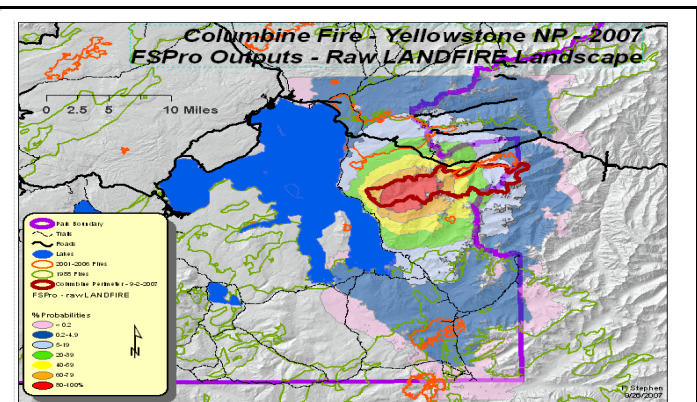 Columbine Fire - Yellowstone NP - 2007
FSPro Outputs - Raw LANDFIRE Landscape
0 2.5 5 10 Miles
Park Boundary
Trails
Roads
Lakes
2001-2006 Fires
1988 Fires
Columbine Perimeter - 9-2-2007
FSPro - raw LANDFIRE
% Probabilities
< 0.2
0.2-4.9
5-19
20-39
40-59
60-79
80-100%
N
P. Stephen
9/26/2007